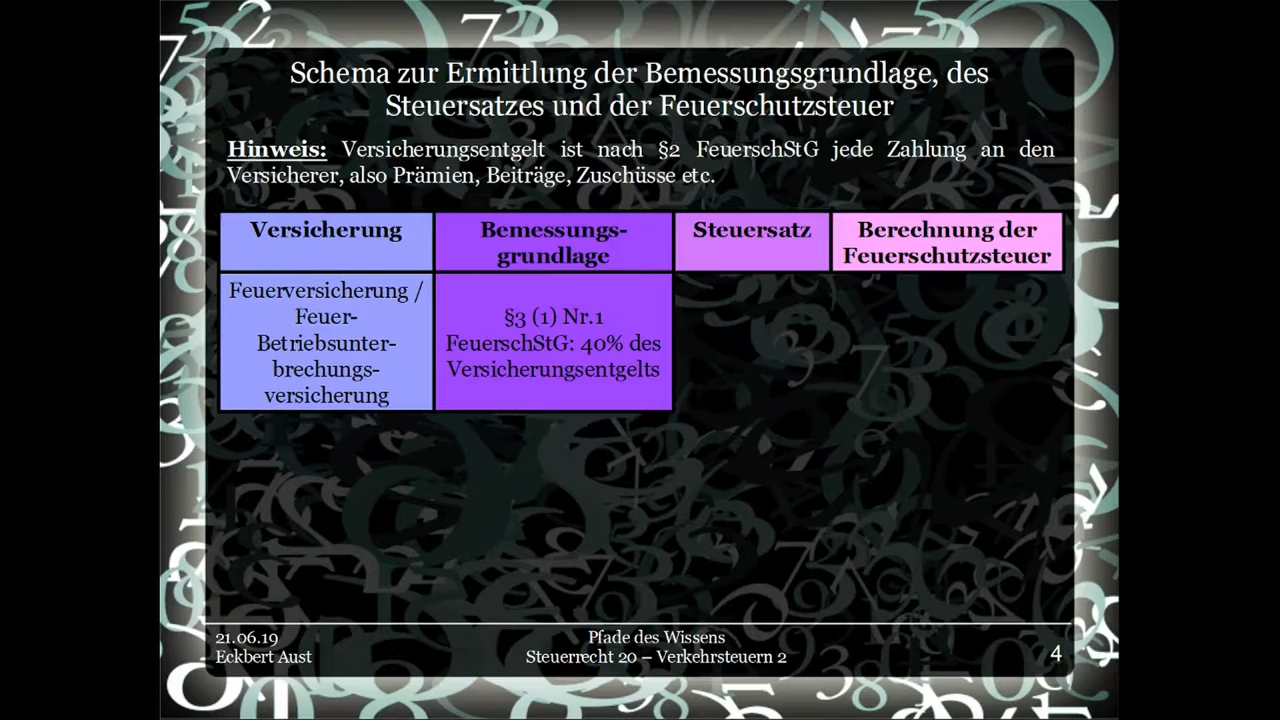 Schema zur Ermittlung der Bemessungsgrundlage, des
Steuersatzes und der Feuerschutzsteuer
Hinweis: Versicherungsentgelt ist nach §2 FeuerschStG jede Zahlung an den
Versicherer, also Prämien, Beiträge, Zuschüsse etc.
Versicherung
Bemessungs-
grundlage
Steuersatz
Berechnung der
Feuerschutzsteuer
Feuerversicherung /
Feuer-
Betriebsunter-
brechungs-
versicherung
§3 (1) Nr.1
FeuerschStG: 40% des
Versicherungsentgelts
21.06.19
Eckbert Aust
Pfade des Wissens
Steuerrecht 20 – Verkehrsteuern 2
4